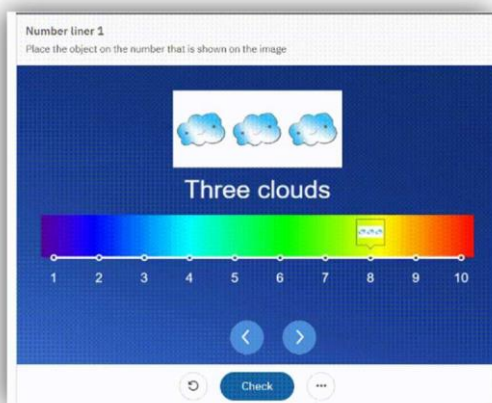 Number liner 1
Place the object on the number that is shown on the image
Three clouds
1 2 3 4 5 6 7 8 9 10
Check